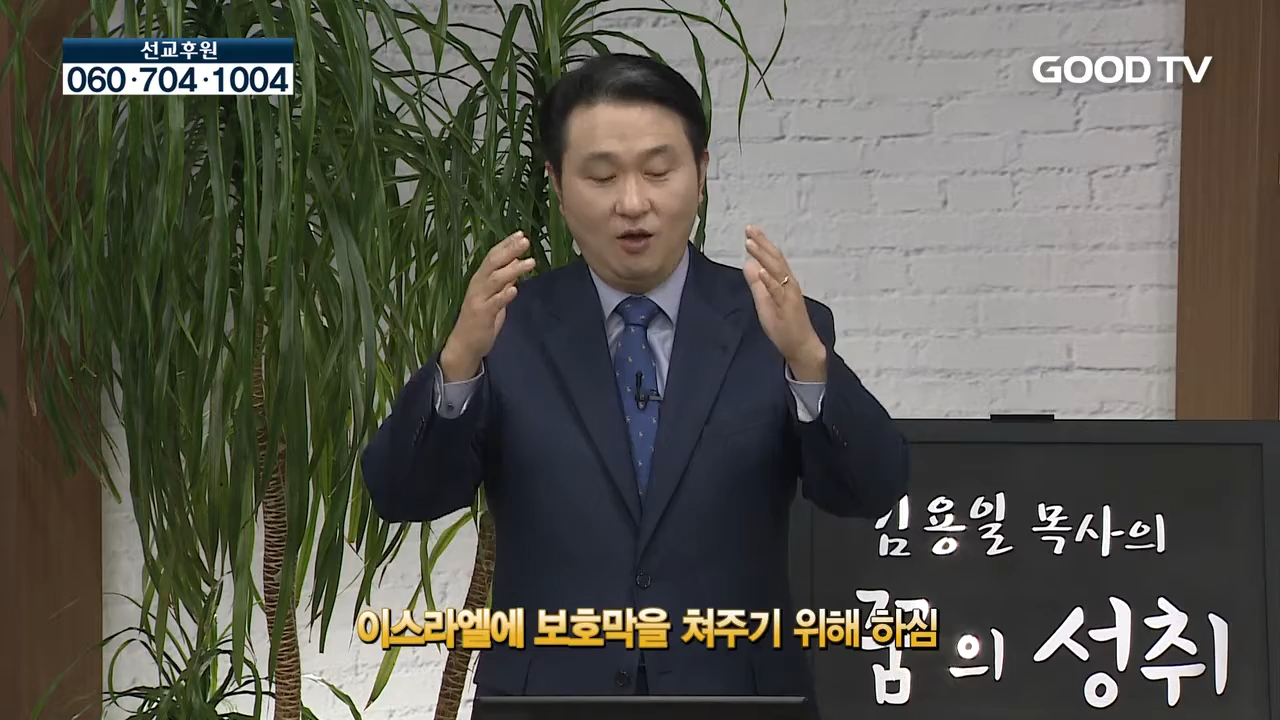 선교후원
060·704·1004
GOOD TV
김용일 목사의
꿈의 성취
이스라엘에 보호막을 쳐주기 위해 하심